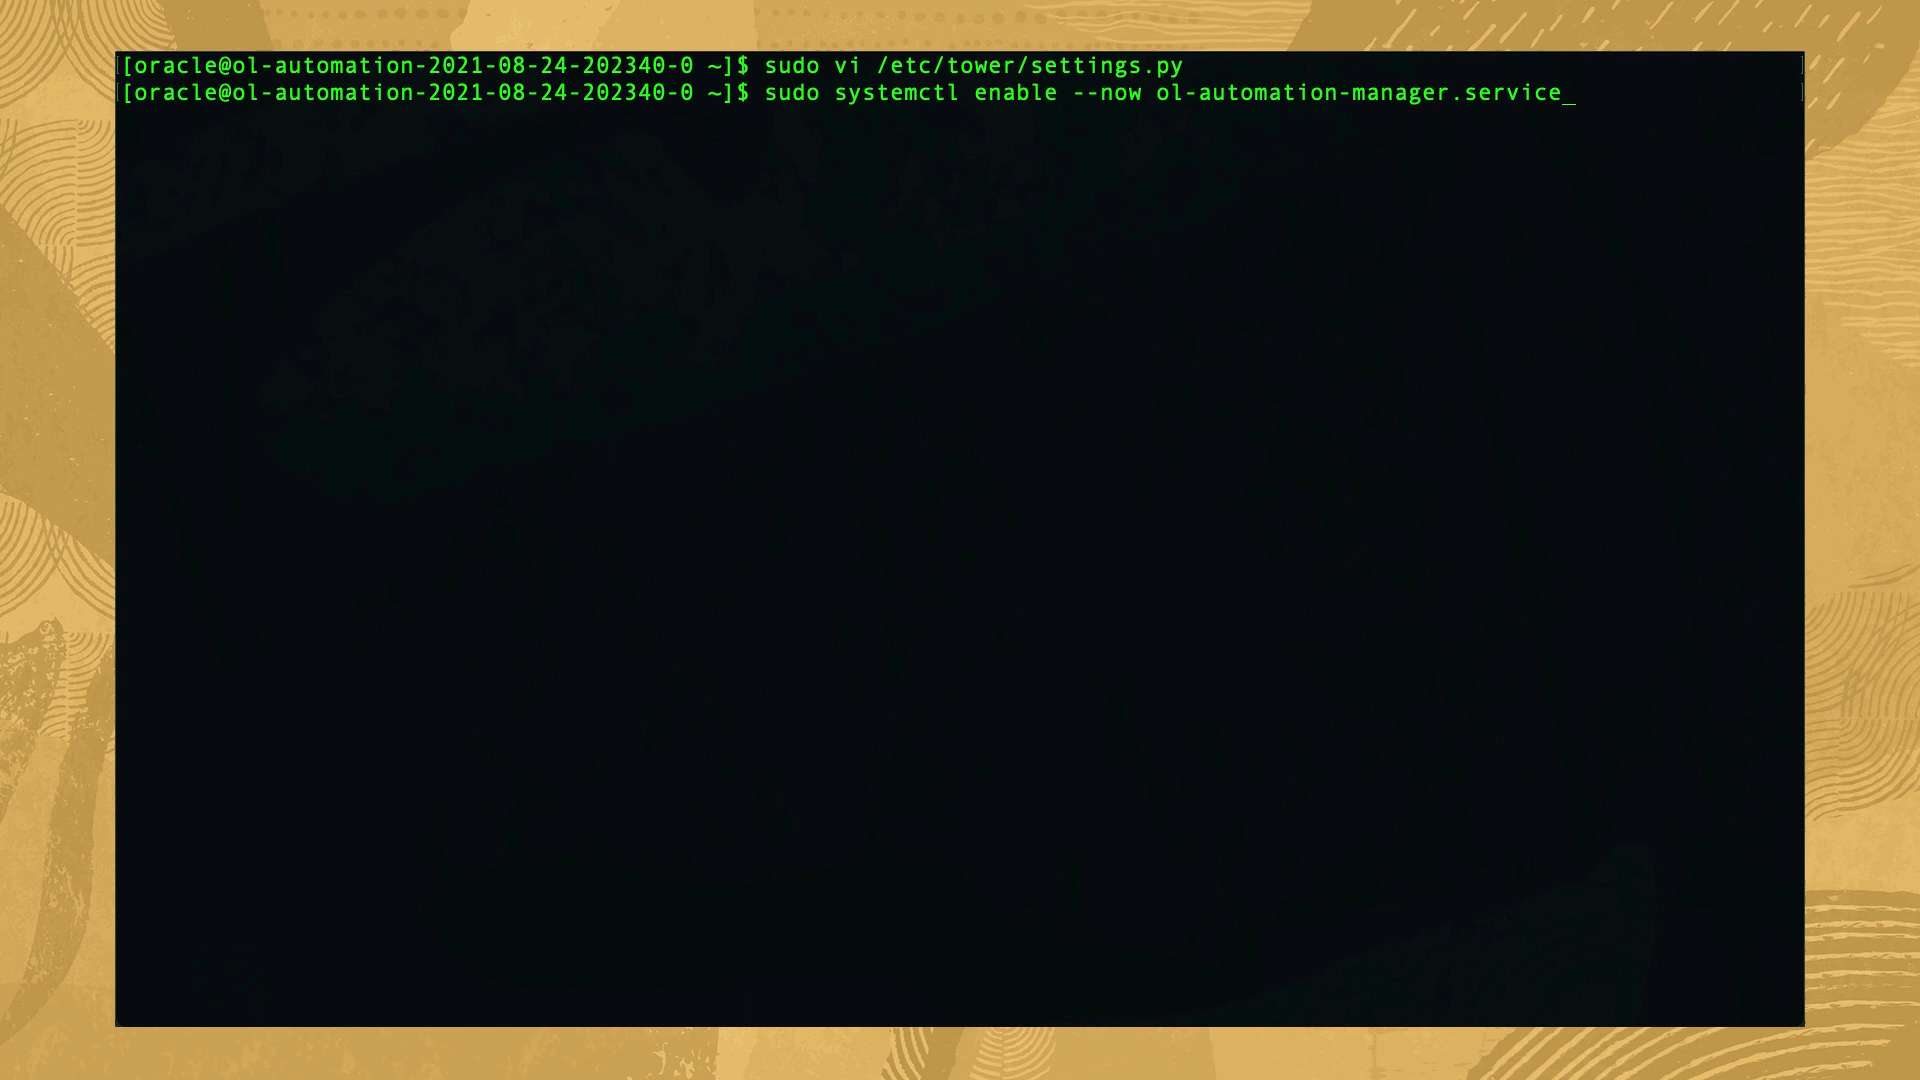 [oracle@ol-automation-2021-08-24-202340-0 ~]$ sudo vi /etc/tower/settings.py
[oracle@ol-automation-2021-08-24-202340-0 ~]$ sudo systemctl enable --now ol-automation-manager.service_